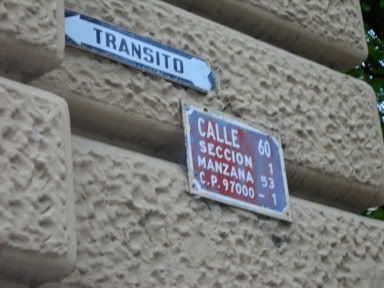 TRANSITO
CALLE 60
SECCION 1
MANZANA 53
C.P. 97000 - 1